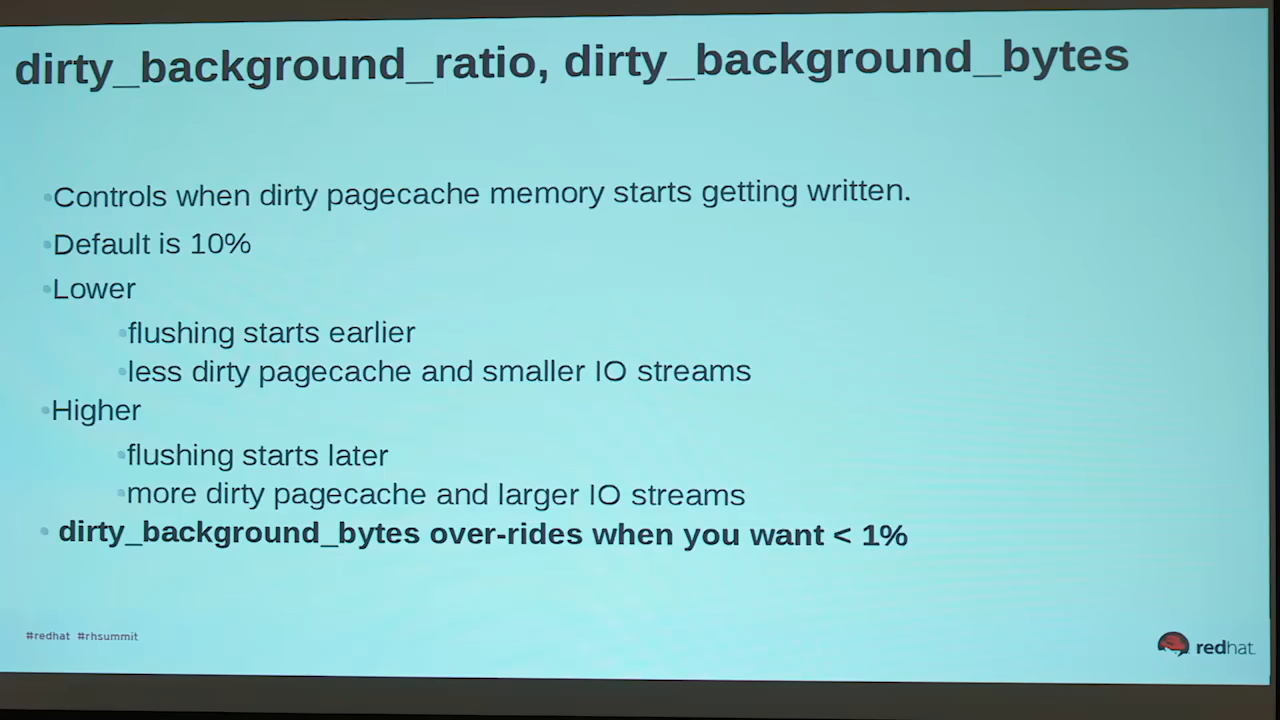 dirty_background_ratio, dirty_background_bytes
•Controls when dirty pagecache memory starts getting written.
•Default is 10%
•Lower
•flushing starts earlier
•less dirty pagecache and smaller IO streams
•Higher
•flushing starts later
•more dirty pagecache and larger IO streams
• dirty_background_bytes over-rides when you want < 1%
#redhat #rhsummit
redhat.